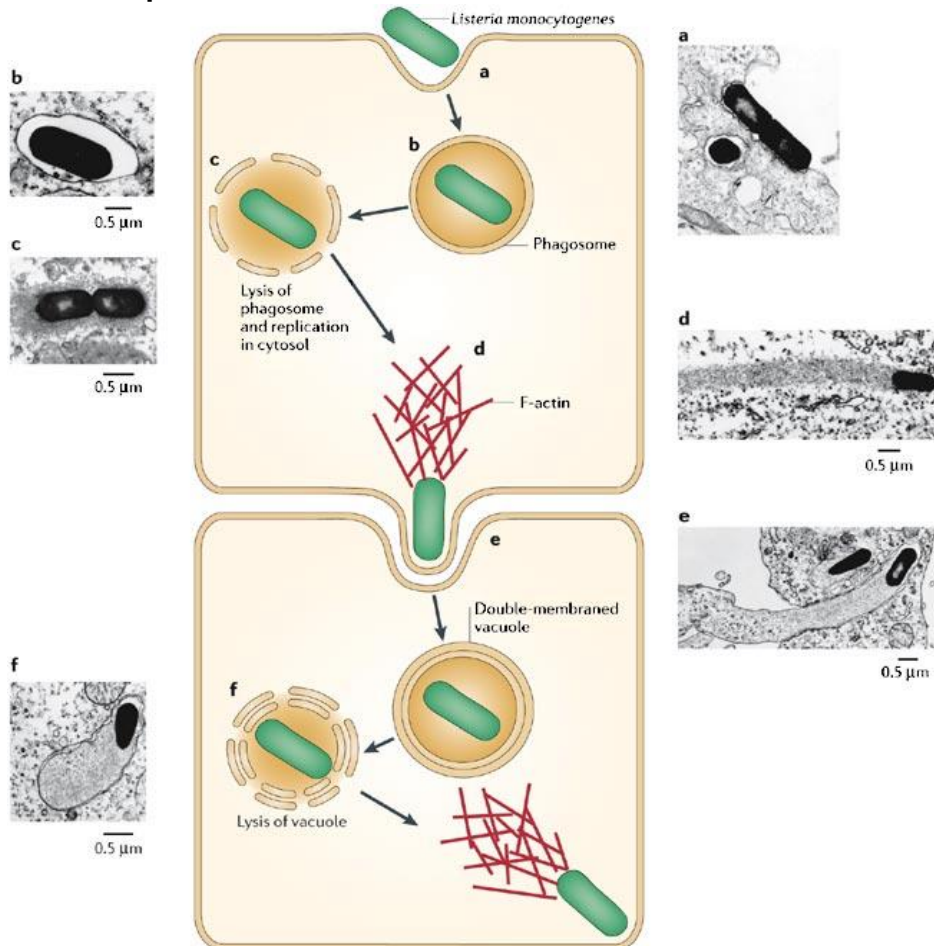 Listeria monocytogenes
a
b
0.5 μm
c
0.5 μm
a
b
c
Phagosome
Lysis of
phagosome
and replication
in cytosol
d
F-actin
d
0.5 μm
e
e
0.5 μm
Double-membraned
vacuole
f
0.5 μm
f
Lysis of vacuole